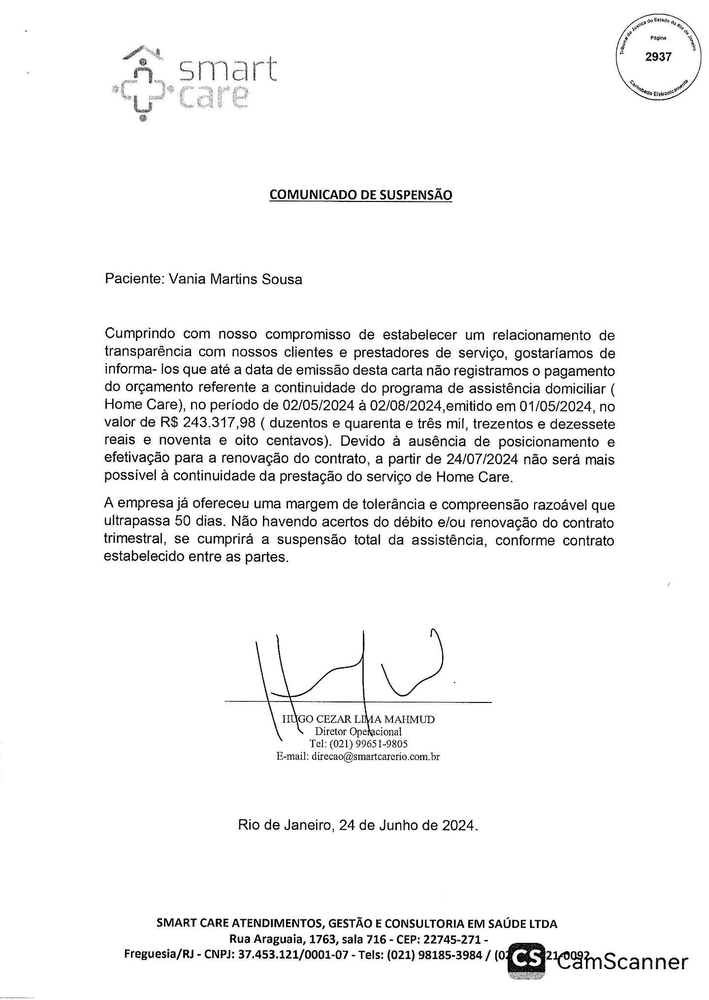 Tribunal de Justiça do Estado do Rio de Janeiro
Página
2937
Carimbado Eletronicamente
smart
care
COMUNICADO DE SUSPENSÃO
Paciente: Vania Martins Sousa
Cumprindo com nosso compromisso de estabelecer um relacionamento de
transparência com nossos clientes e prestadores de serviço, gostaríamos de
informa- los que até a data de emissão desta carta não registramos o pagamento
do orçamento referente a continuidade do programa de assistência domiciliar (
Home Care), no período de 02/05/2024 à 02/08/2024,emitido em 01/05/2024, no
valor de R$ 243.317,98 ( duzentos e quarenta e três mil, trezentos e dezessete
reais e noventa e oito centavos). Devido à ausência de posicionamento e
efetivação para a renovação do contrato, a partir de 24/07/2024 não será mais
possível à continuidade da prestação do serviço de Home Care.
A empresa já ofereceu uma margem de tolerância e compreensão razoável que
ultrapassa 50 dias. Não havendo acertos do débito e/ou renovação do contrato
trimestral, se cumprirá a suspensão total da assistência, conforme contrato
estabelecido entre as partes.
HUGO CEZAR LIMA MAHMUD
Diretor Operacional
Tel: (021) 99651-9805
E-mail: direcao@smartcarerio.com.br
Rio de Janeiro, 24 de Junho de 2024.
SMART CARE ATENDIMENTOS, GESTÃO E CONSULTORIA EM SAÚDE LTDA
Rua Araguaia, 1763, sala 716 - CEP: 22745-271 -
Freguesia/RJ - CNPJ: 37.453.121/0001-07 - Tels: (021) 98185-3984 /
CS CamScanner